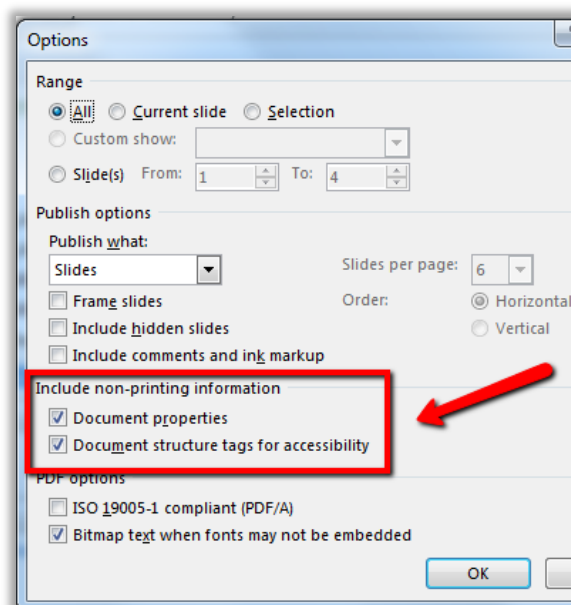 Options
Range
All Current slide Selection
Custom show:
Slide(s) From: 1 To: 4
Publish options
Publish what:
Slides Slides per page: 6
Frame slides Order: Horizontal
Include hidden slides Vertical
Include comments and ink markup
Include non-printing information
Document properties
Document structure tags for accessibility
PDF options
ISO 19005-1 compliant (PDF/A)
Bitmap text when fonts may not be embedded
OK